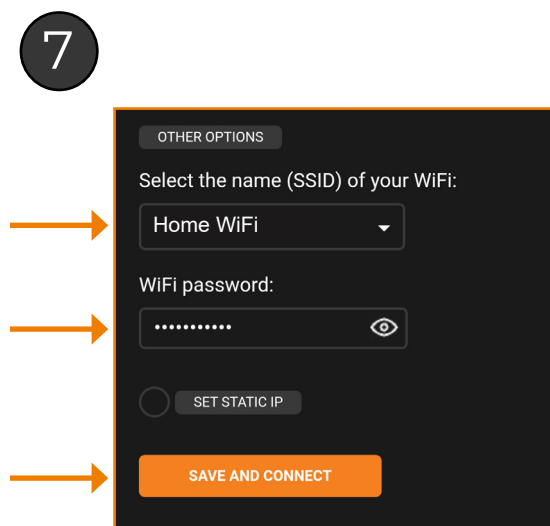 7
OTHER OPTIONS
Select the name (SSID) of your WiFi:
Home WiFi
WiFi password:
•••••••••••
SET STATIC IP
SAVE AND CONNECT